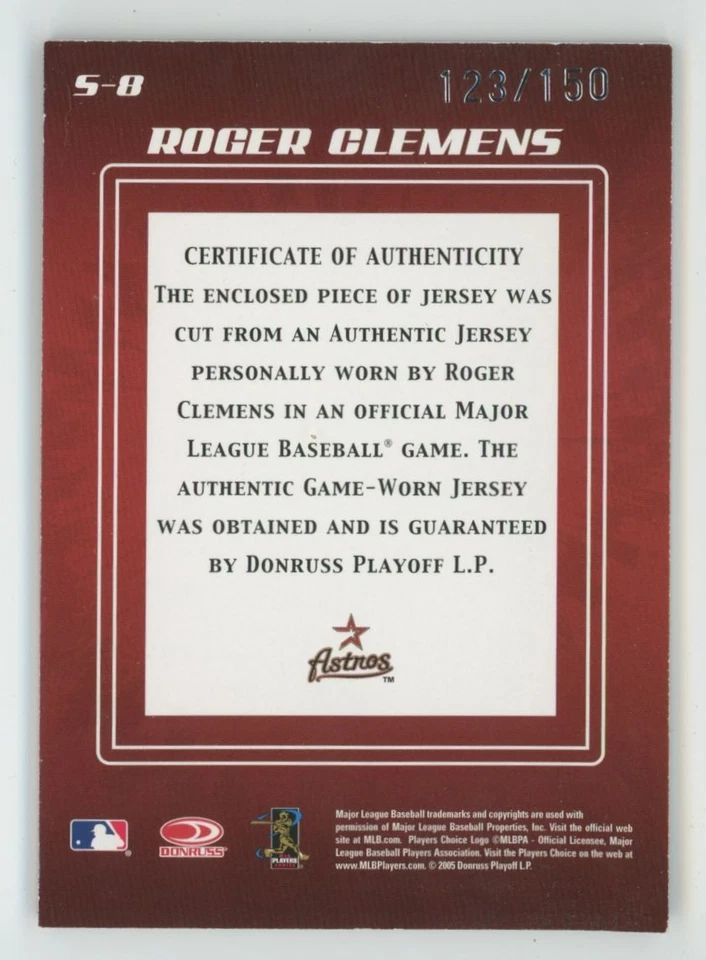 S-8
123/150
ROGER CLEMENS
CERTIFICATE OF AUTHENTICITY
THE ENCLOSED PIECE OF JERSEY WAS
CUT FROM AN AUTHENTIC JERSEY
PERSONALLY WORN BY ROGER
CLEMENS IN AN OFFICIAL MAJOR
LEAGUE BASEBALL® GAME. THE
AUTHENTIC GAME-WORN JERSEY
WAS OBTAINED AND IS GUARANTEED
BY DONRUSS PLAYOFF L.P.
Astros TM
DONRUSS
PLAYERS
CHOICE
Major League Baseball trademarks and copyrights are used with
permission of Major League Baseball Properties, Inc. Visit the official web
site at MLB.com. Players Choice Logo ©MLBPA - Official Licensee, Major
League Baseball Players Association. Visit the Players Choice on the web at
www.MLBPlayers.com. © 2005 Donruss Playoff L.P.